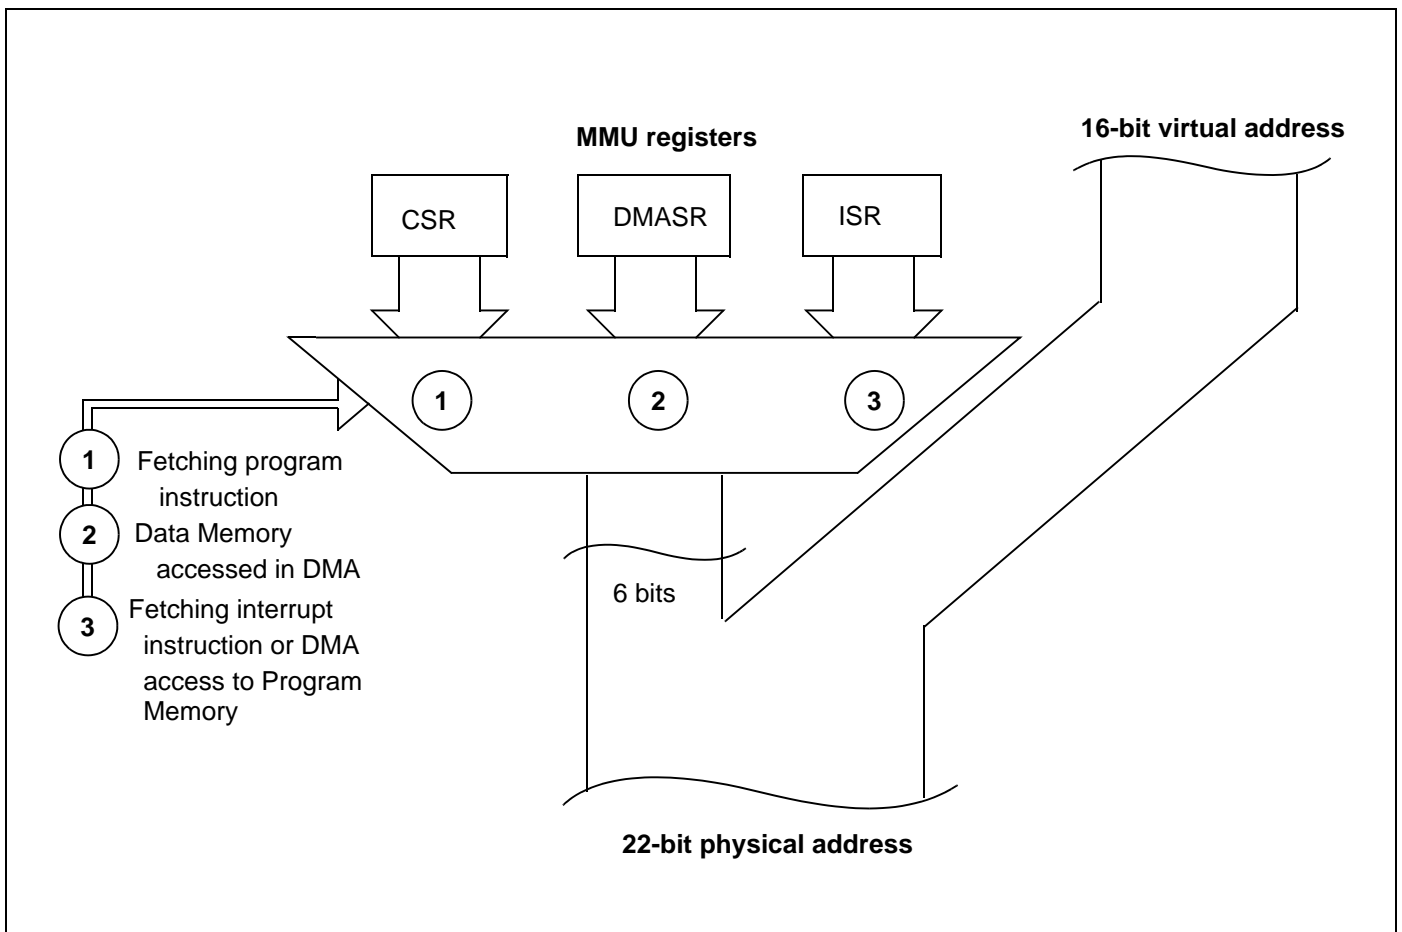 MMU registers
16-bit virtual address
CSR
DMASR
ISR
1
2
3
1
Fetching program
instruction
2
Data Memory
accessed in DMA
3
Fetching interrupt
instruction or DMA
access to Program
Memory
6 bits
22-bit physical address